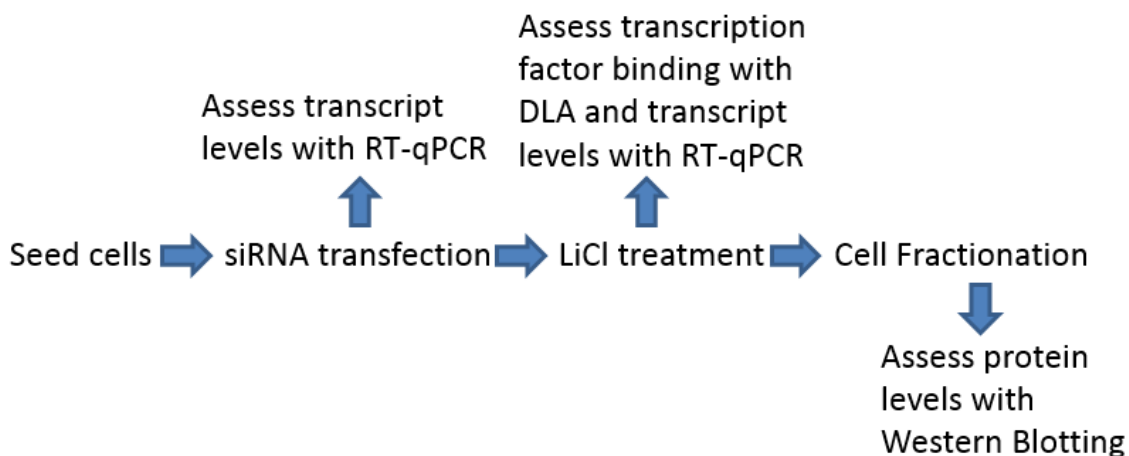 Assess transcript
levels with RT-qPCR
Assess transcription
factor binding with
DLA and transcript
levels with RT-qPCR
Seed cells
siRNA transfection
LiCl treatment
Cell Fractionation
Assess protein
levels with
Western Blotting